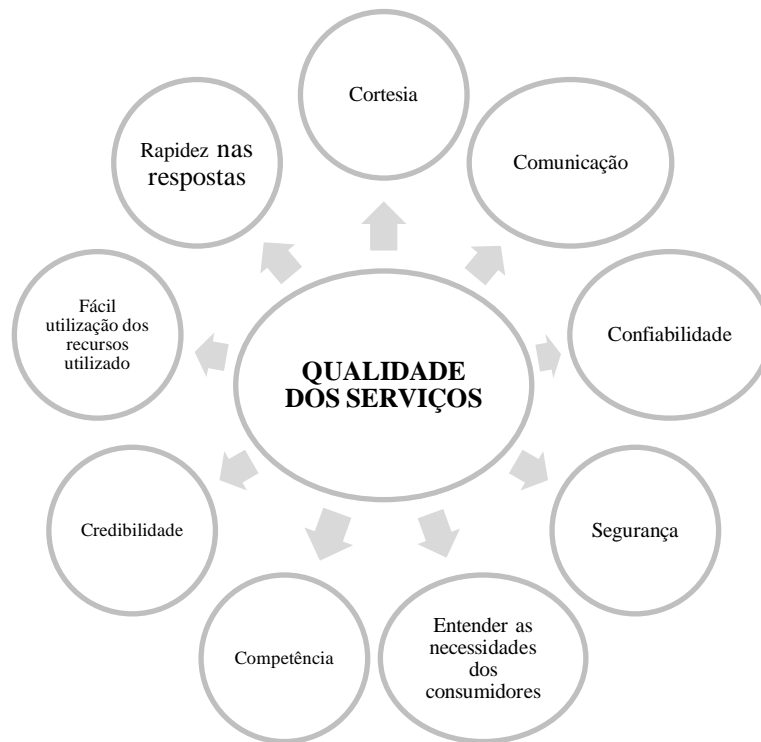 Cortesia
Comunicação
Confiabilidade
Segurança
Entender as
necessidades
dos
consumidores
Competência
Credibilidade
Fácil
utilização dos
recursos
utilizado
Rapidez nas
respostas
QUALIDADE
DOS SERVIÇOS